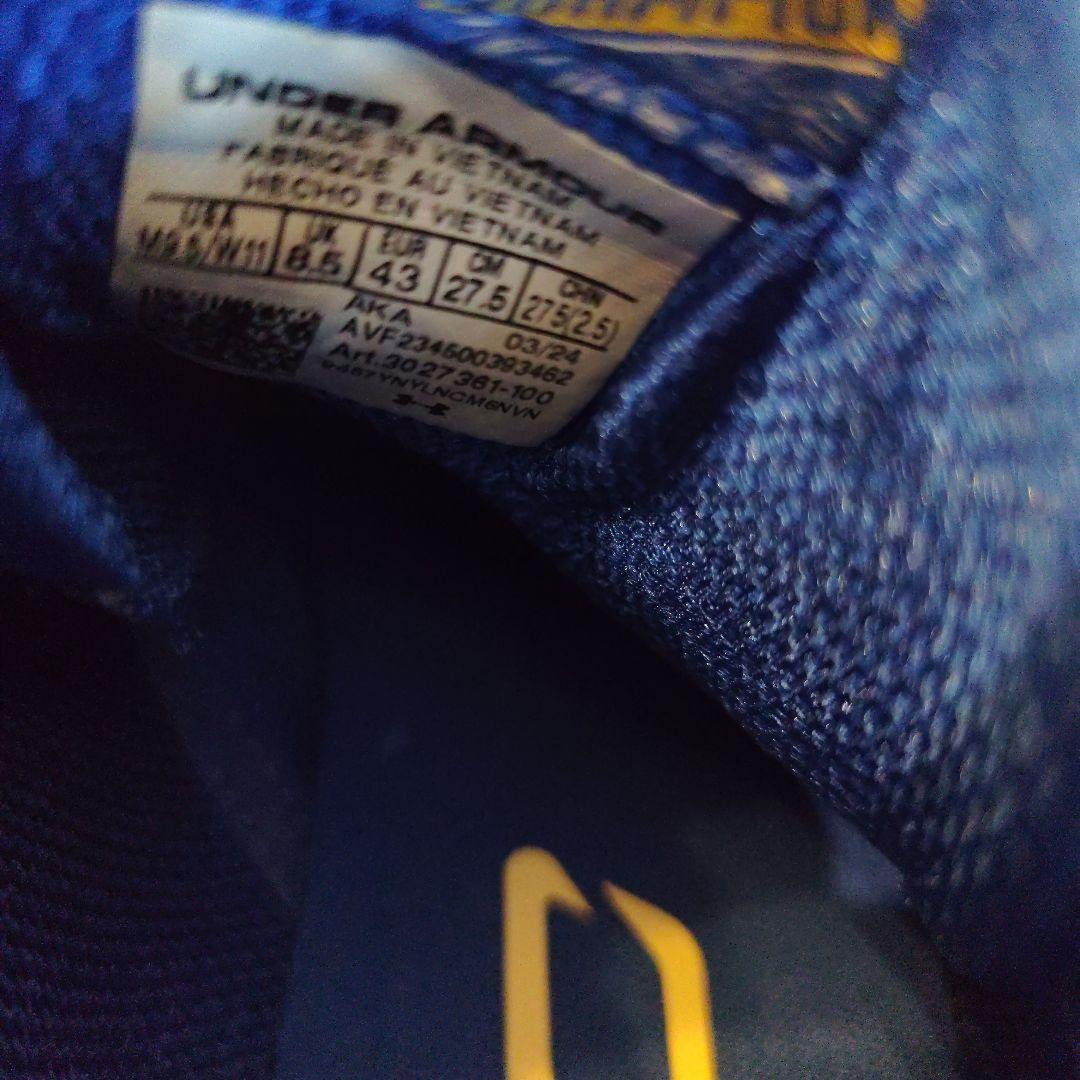 UNDER ARMOUR
MADE IN VIETNAM
FABRIQUÉ AU VIETNAM
HECHO EN VIETNAM
USA UK EUR CM CHN
M9.5/W11 8.5 43 27.5 275(2.5)
AKA 03/24
AVF234500393462
Art.3027361-100